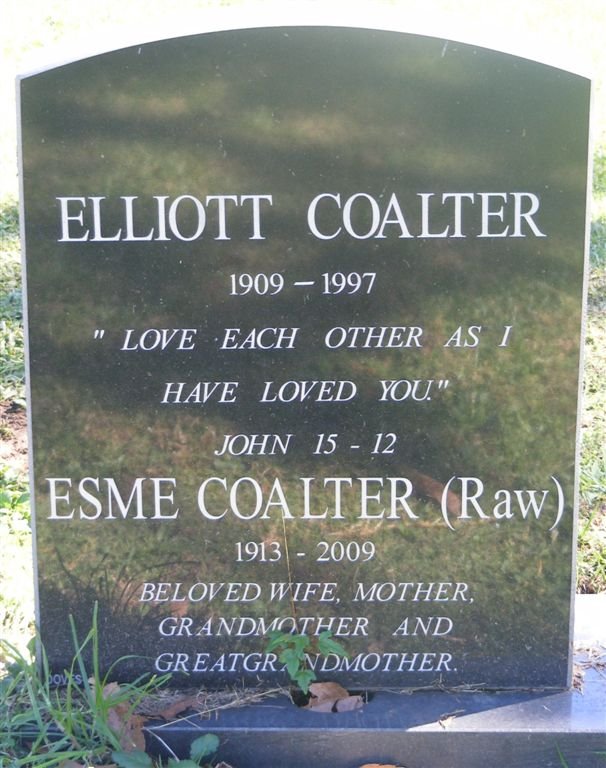 ELLIOTT COALTER
1909 – 1997
" LOVE EACH OTHER AS I
HAVE LOVED YOU."
JOHN 15 - 12
ESME COALTER (Raw)
1913 - 2009
BELOVED WIFE, MOTHER,
GRANDMOTHER AND
GREATGRANDMOTHER.
DOVES